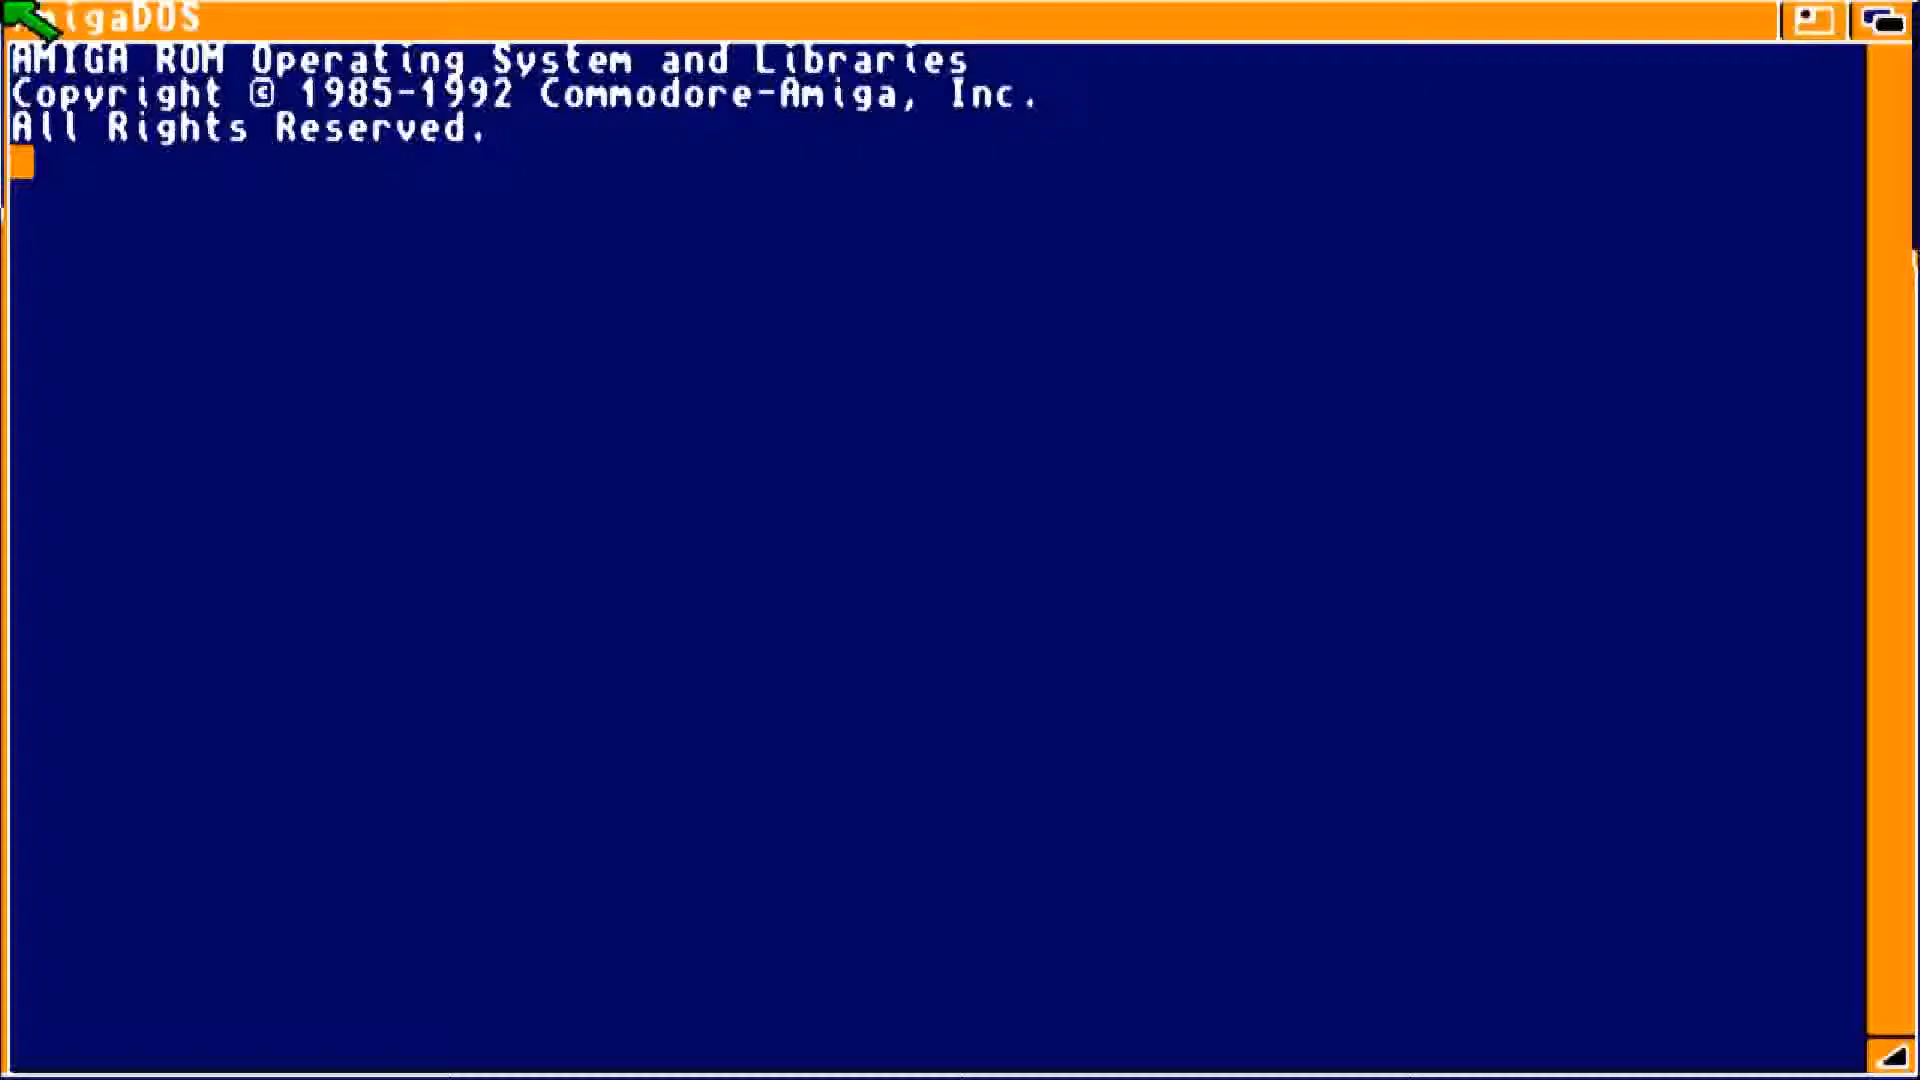 AmigaDOS
AMIGA ROM Operating System and Libraries
Copyright © 1985-1992 Commodore-Amiga, Inc.
All Rights Reserved.